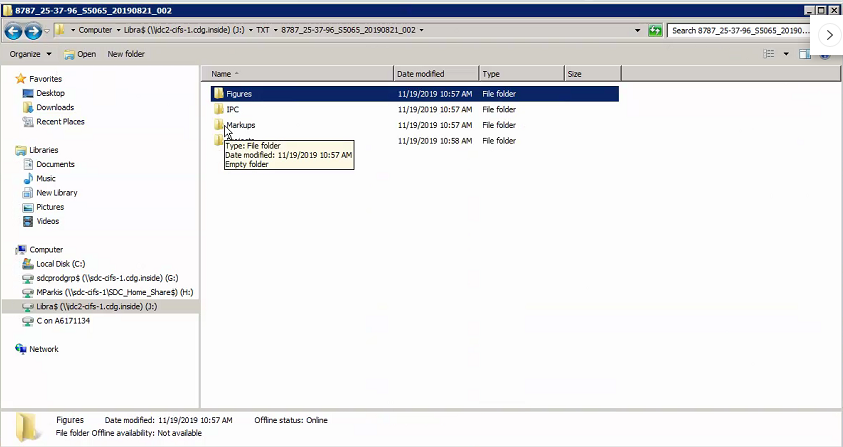 8787_25-37-96_S5065_20190821_002
Computer Libra$ (\\jdc2-cifs-1.cdg.inside) (J:) TXT 8787_25-37-96_S5065_20190821_002
Search 8787_25-37-96_S5065_20190...
Organize Open New folder
Name Date modified Type Size
Favorites
Desktop
Downloads
Recent Places
Libraries
Documents
Music
New Library
Pictures
Videos
Computer
Local Disk (C:)
sdcprodgrp$ (\\sdc-cifs-1.cdg.inside) (G:)
MParkis (\\sdc-cifs-1\SDC_Home_Share$) (H:)
Libra$ (\\jdc2-cifs-1.cdg.inside) (J:)
C on A6171134
Network
Figures 11/19/2019 10:57 AM File folder
IPC 11/19/2019 10:57 AM File folder
Markups 11/19/2019 10:57 AM File folder
11/19/2019 10:58 AM File folder
Type: File folder
Date modified: 11/19/2019 10:57 AM
Empty folder
Figures Date modified: 11/19/2019 10:57 AM Offline status: Online
File folder Offline availability: Not available